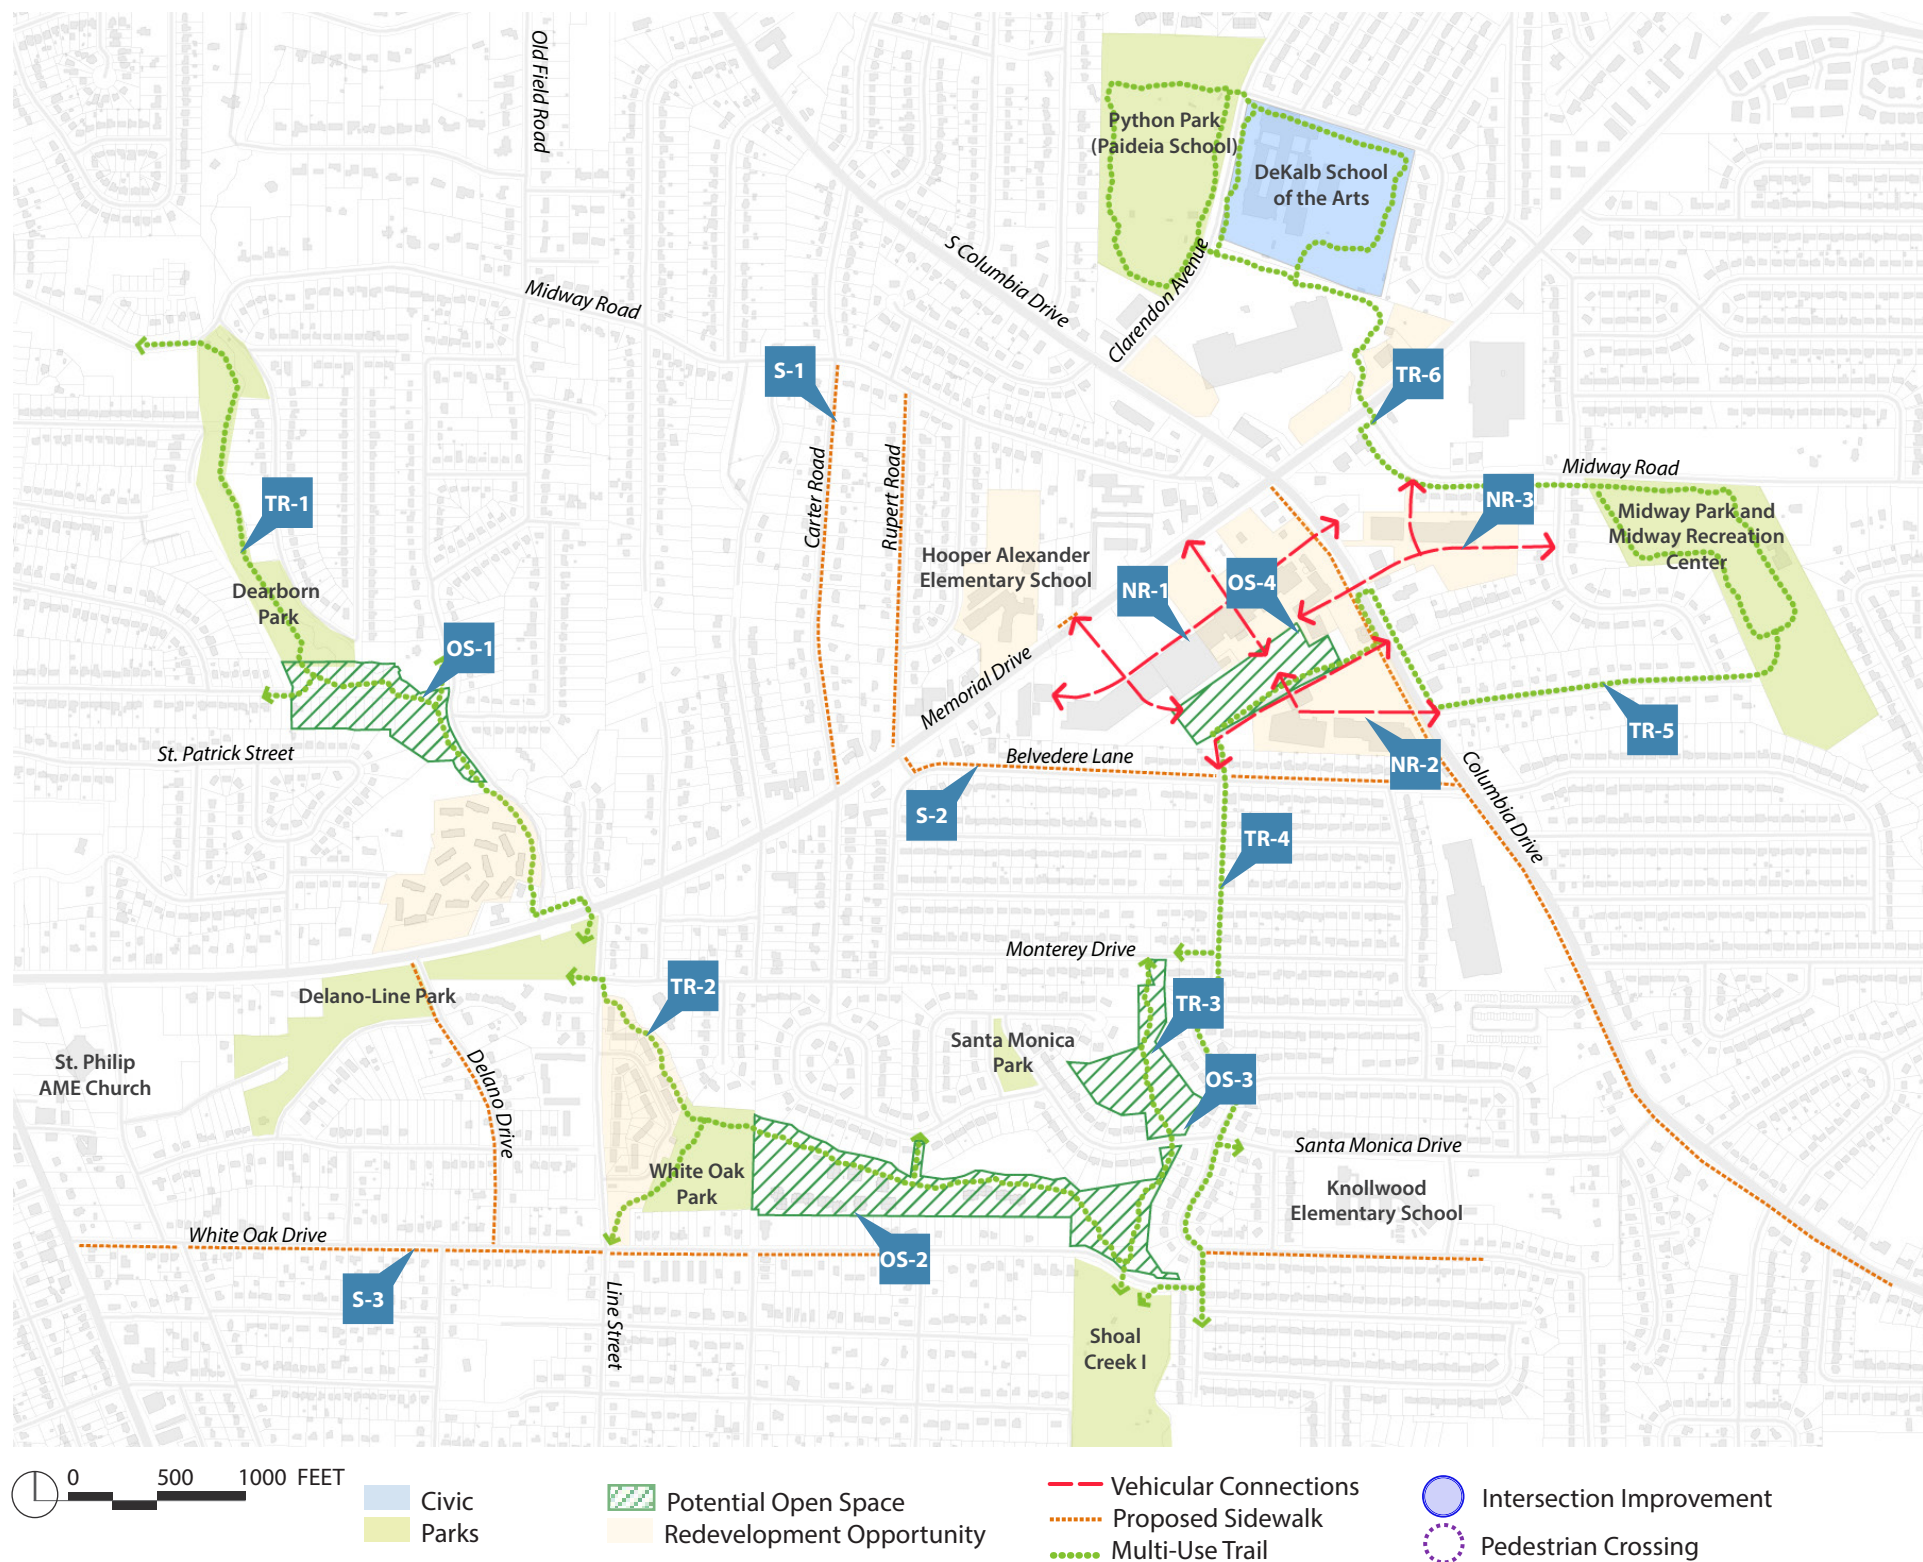 Old Field Road
Python Park
(Paideia School)
DeKalb School
of the Arts
S Columbia Drive
Clarendon Avenue
Midway Road
S-1
TR-6
Carter Road
Rupert Road
Midway Road
TR-1
NR-3
Midway Park and
Midway Recreation
Center
Hooper Alexander
Elementary School
NR-1
OS-4
Dearborn
Park
OS-1
Memorial Drive
TR-5
St. Patrick Street
Belvedere Lane
NR-2
Columbia Drive
S-2
TR-4
Monterey Drive
TR-2
Delano-Line Park
TR-3
Santa Monica
Park
St. Philip
AME Church
Delano Drive
OS-3
Santa Monica Drive
White Oak
Park
Knollwood
Elementary School
White Oak Drive
OS-2
S-3
Line Street
Shoal
Creek I
0 500 1000 FEET
Civic
Parks
Potential Open Space
Redevelopment Opportunity
Vehicular Connections
Proposed Sidewalk
Multi-Use Trail
Intersection Improvement
Pedestrian Crossing